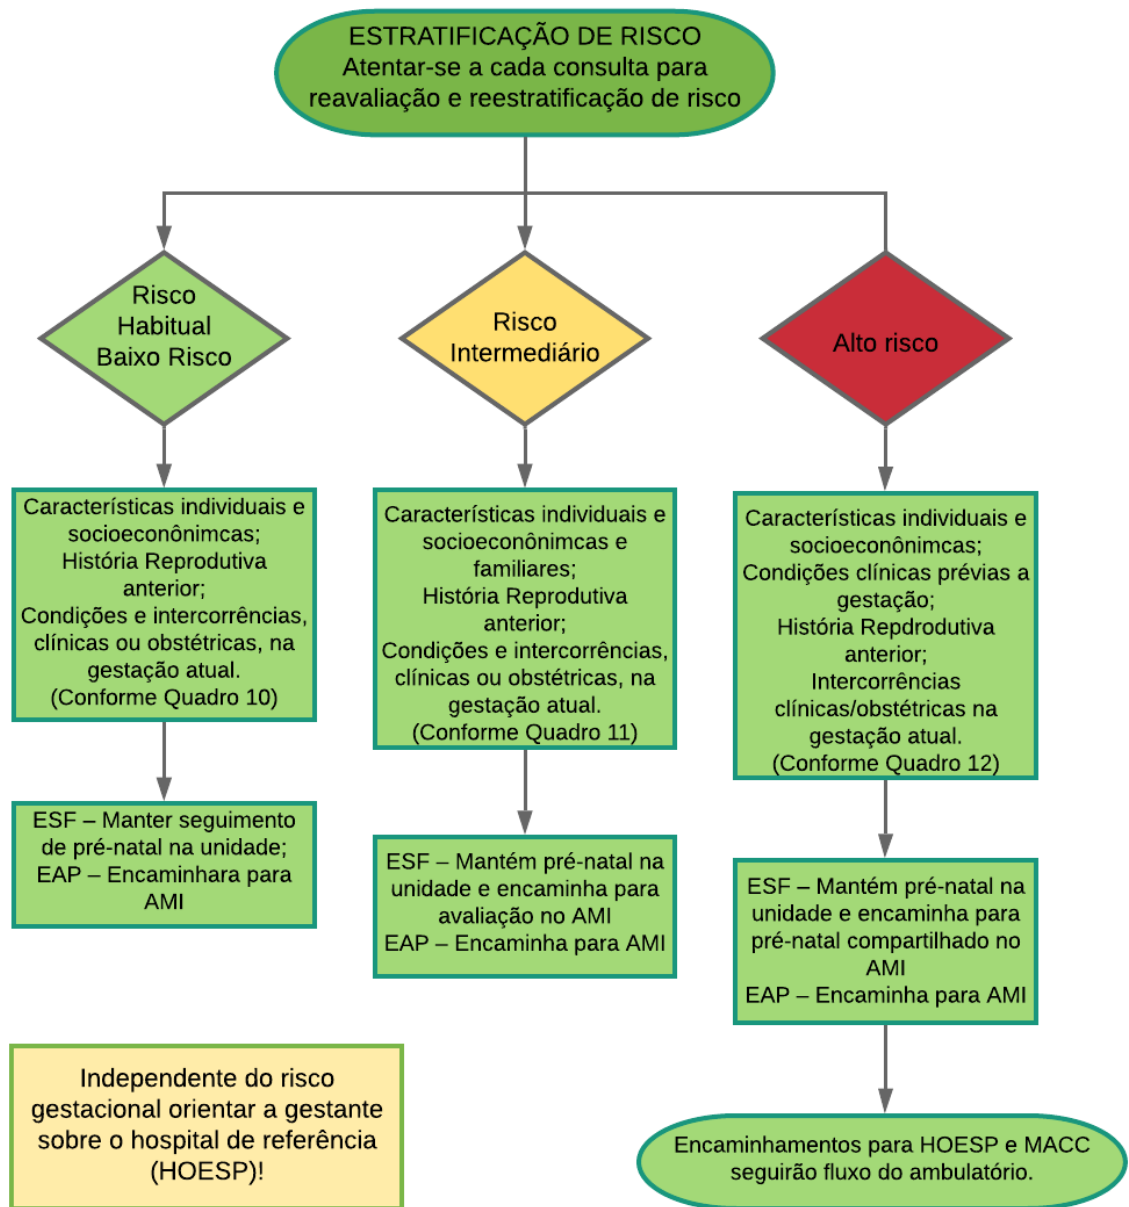 ESTRATIFICAÇÃO DE RISCO
Atentar-se a cada consulta para
reavaliação e reestratificação de risco
Risco
Habitual
Baixo Risco
Risco
Intermediário
Alto risco
Características individuais e
socioeconônimcas;
História Reprodutiva
anterior;
Condições e intercorrências,
clínicas ou obstétricas, na
gestação atual.
(Conforme Quadro 10)
Características individuais e
socioeconônimcas e
familiares;
História Reprodutiva
anterior;
Condições e intercorrências,
clínicas ou obstétricas, na
gestação atual.
(Conforme Quadro 11)
Características individuais e
socioeconônimcas;
Condições clínicas prévias a
gestação;
História Repdrodutiva
anterior;
Intercorrências
clínicas/obstétricas na
gestação atual.
(Conforme Quadro 12)
ESF – Manter seguimento
de pré-natal na unidade;
EAP – Encaminhara para
AMI
ESF – Mantém pré-natal na
unidade e encaminha para
avaliação no AMI
EAP – Encaminha para AMI
ESF – Mantém pré-natal na
unidade e encaminha para
pré-natal compartilhado no
AMI
EAP – Encaminha para AMI
Independente do risco
gestacional orientar a gestante
sobre o hospital de referência
(HOESP)!
Encaminhamentos para HOESP e MACC
seguirão fluxo do ambulatório.